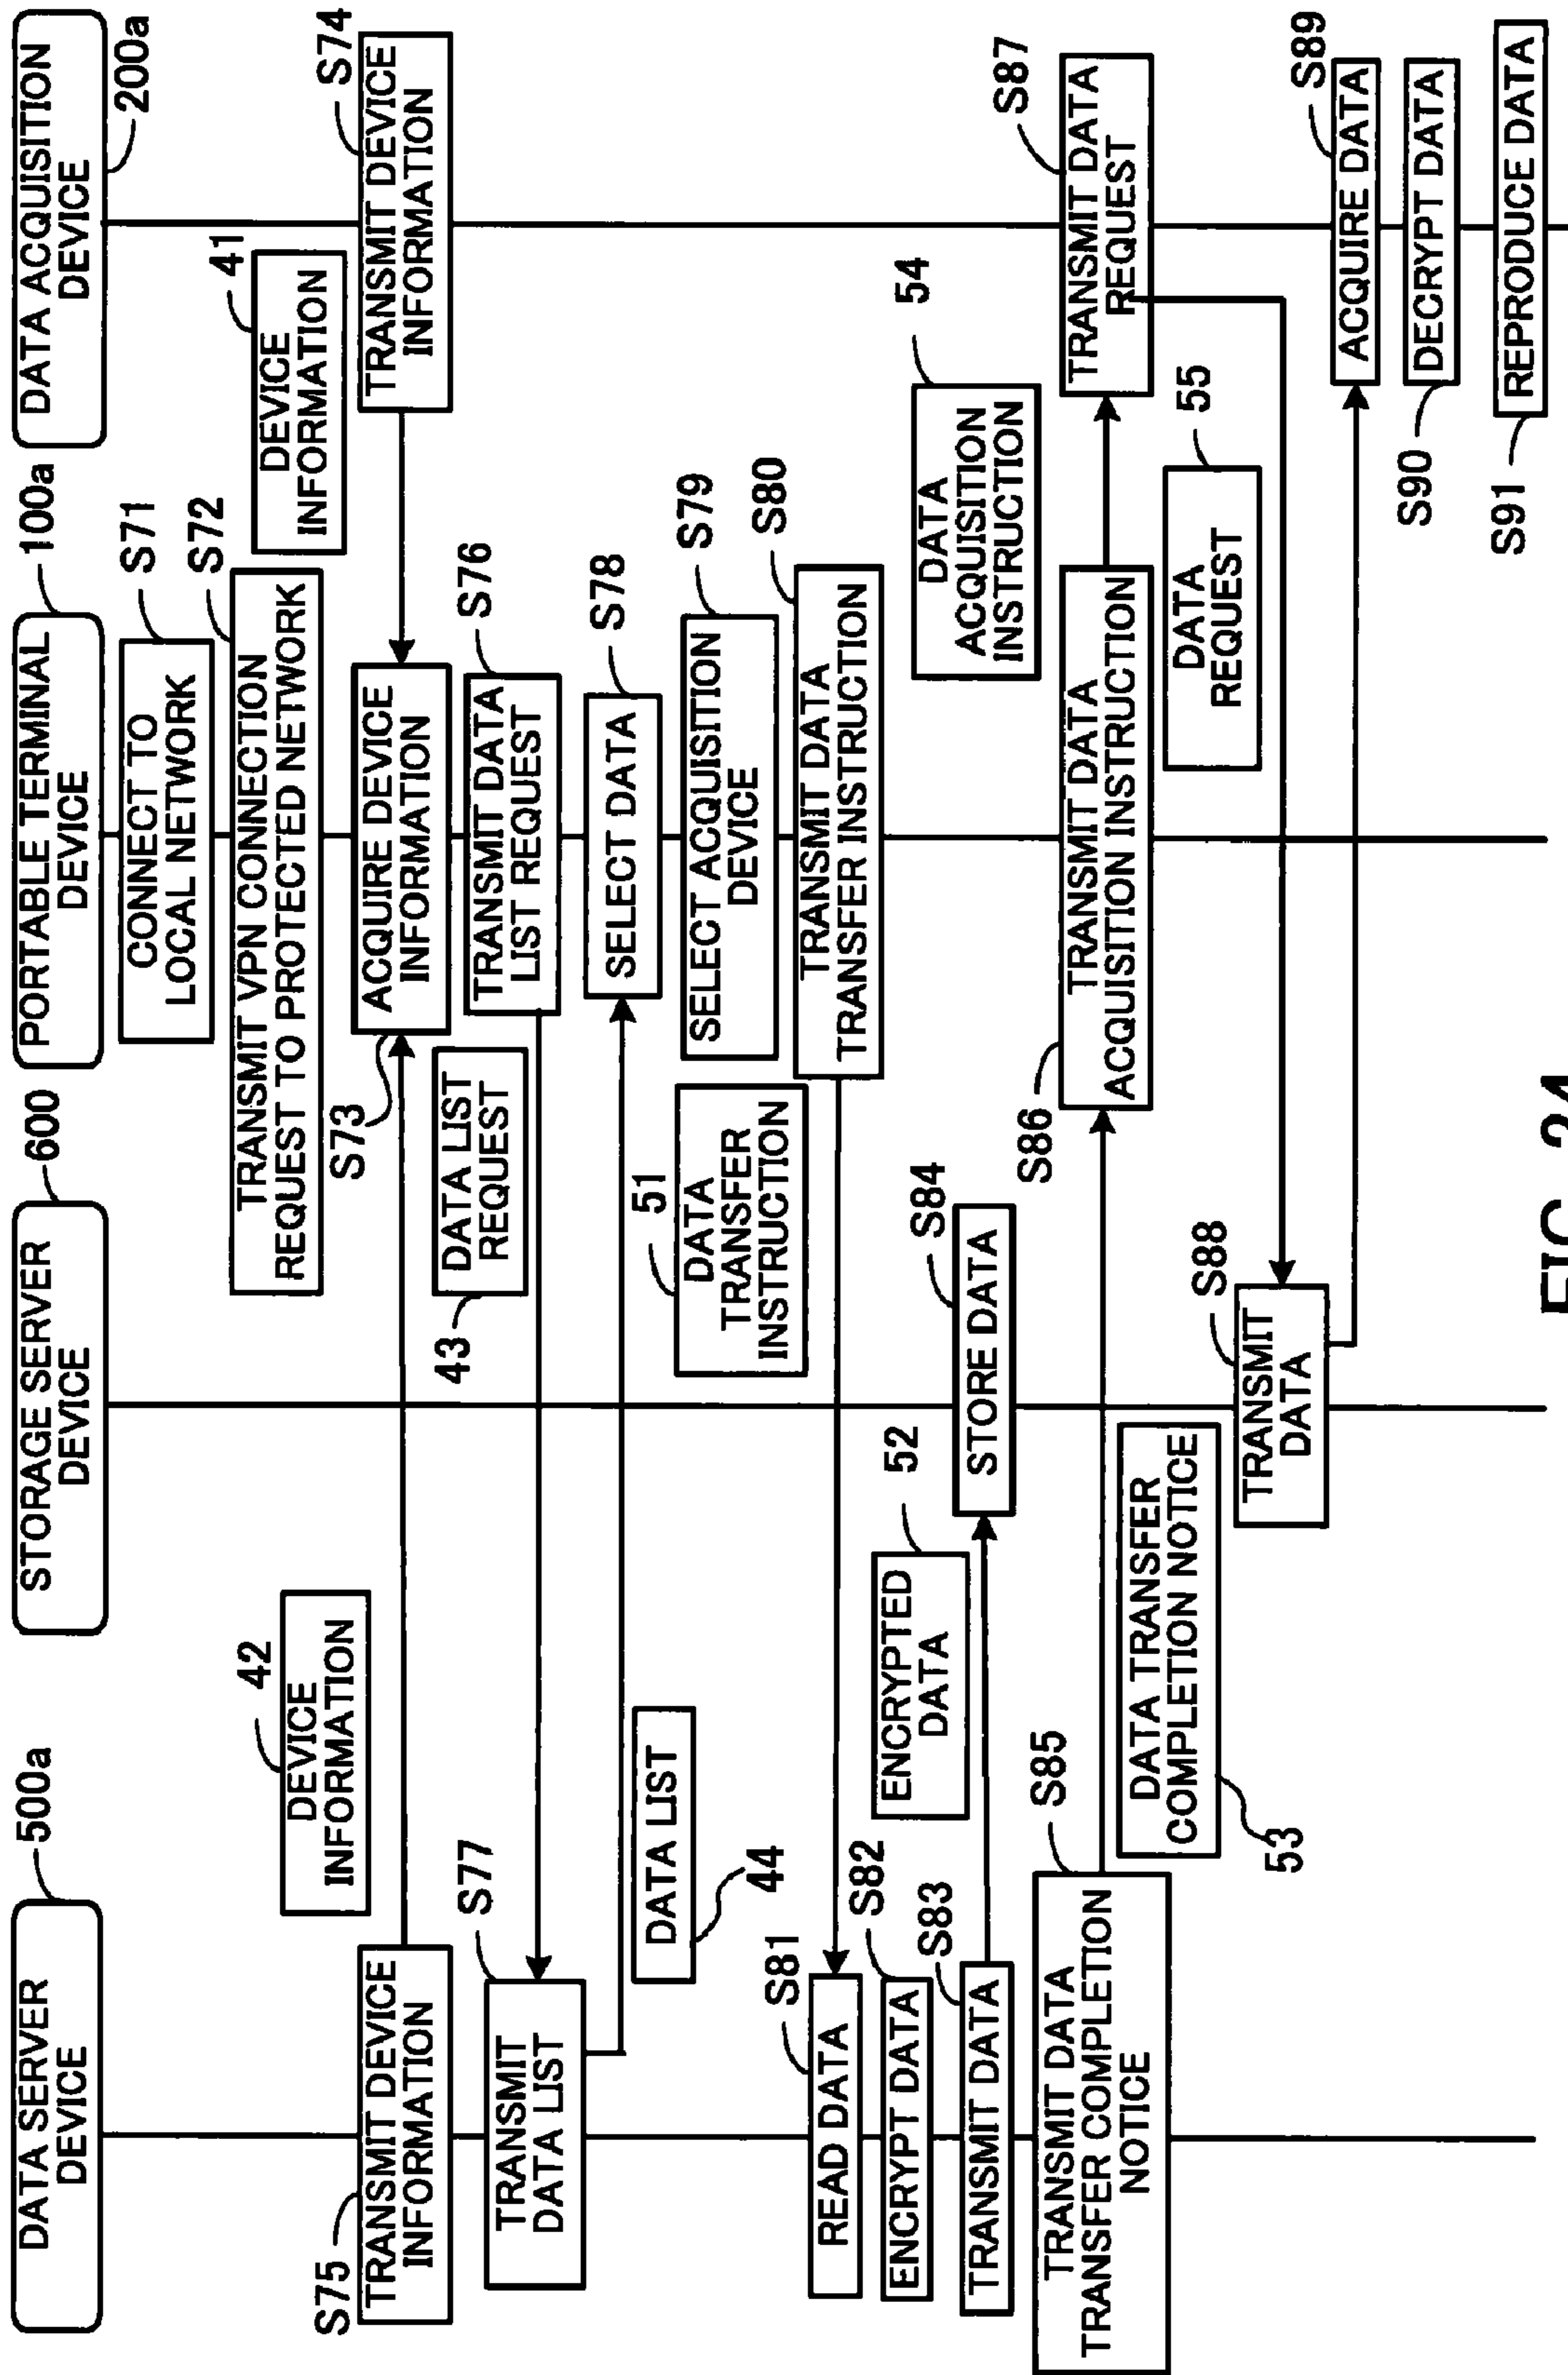 DATA SERVER
DEVICE
500a
STORAGE SERVER
DEVICE
600
PORTABLE TERMINAL
DEVICE
100a
DATA ACQUISITION
DEVICE
200a
CONNECT TO
LOCAL NETWORK
S71
TRANSMIT VPN CONNECTION
REQUEST TO PROTECTED NETWORK
S72
42
DEVICE
INFORMATION
DEVICE
INFORMATION
41
S75
TRANSMIT DEVICE
INFORMATION
S73
ACQUIRE DEVICE
INFORMATION
TRANSMIT DEVICE
INFORMATION
S74
43
DATA LIST
REQUEST
TRANSMIT DATA
LIST REQUEST
S76
TRANSMIT
DATA LIST
S77
DATA LIST
44
SELECT DATA
S78
SELECT ACQUISITION
DEVICE
S79
51
DATA
TRANSFER
INSTRUCTION
TRANSMIT DATA
TRANSFER INSTRUCTION
S80
READ DATA
S81
ENCRYPT DATA
S82
ENCRYPTED
DATA
52
TRANSMIT DATA
S83
STORE DATA
S84
DATA
ACQUISITION
INSTRUCTION
54
TRANSMIT DATA
TRANSFER COMPLETION
NOTICE
S85
S86
TRANSMIT DATA
ACQUISITION INSTRUCTION
TRANSMIT DATA
REQUEST
S87
DATA TRANSFER
COMPLETION NOTICE
53
DATA
REQUEST
55
TRANSMIT
DATA
S88
ACQUIRE DATA
S89
S90
DECRYPT DATA
S91
REPRODUCE DATA